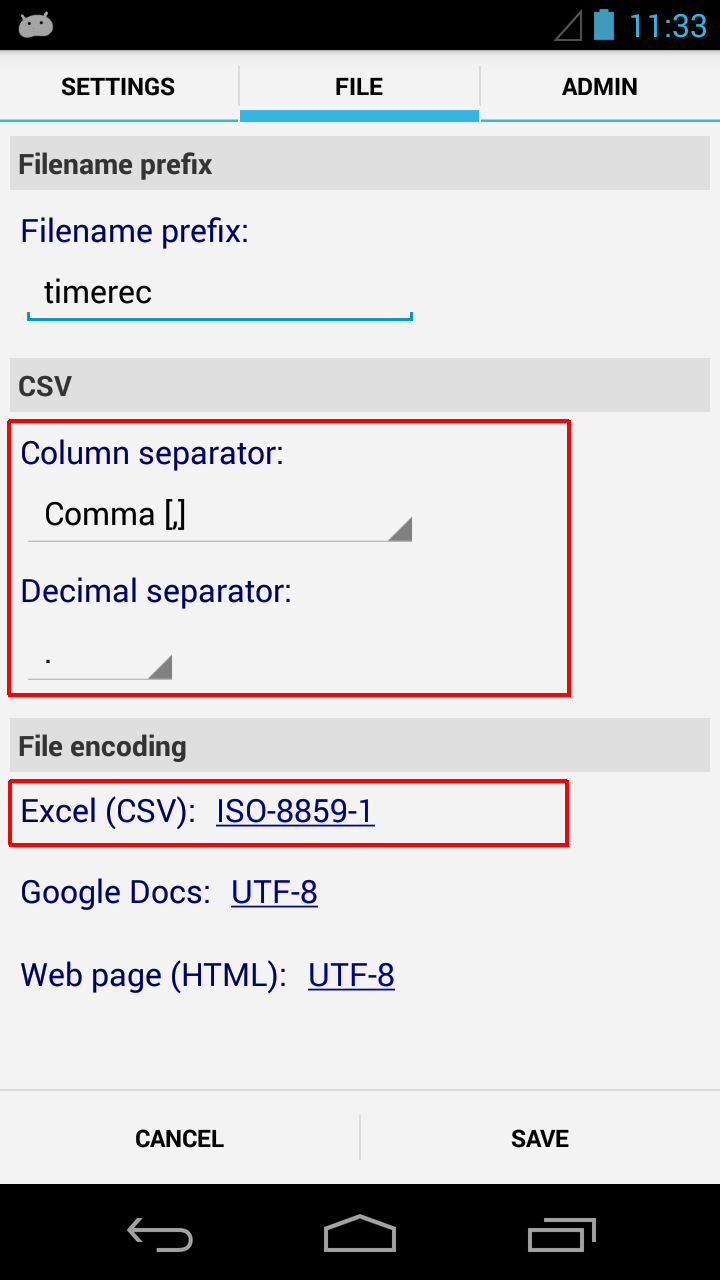 11:33
SETTINGS FILE ADMIN
Filename prefix
Filename prefix:
timerec
CSV
Column separator:
Comma [,]
Decimal separator:
.
File encoding
Excel (CSV): ISO-8859-1
Google Docs: UTF-8
Web page (HTML): UTF-8
CANCEL SAVE